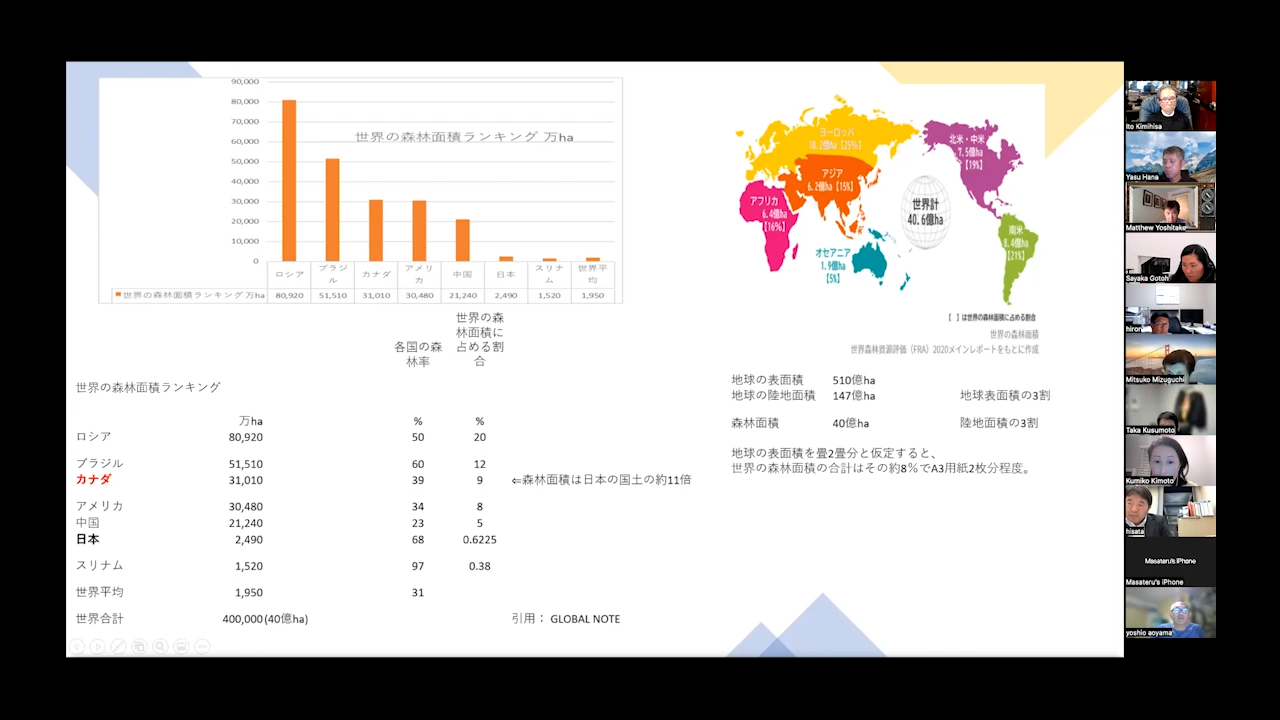 90,000
80,000
70,000
60,000
50,000
40,000
30,000
20,000
10,000
0
世界の森林面積ランキング 万ha
ロシア ブラジル カナダ アメリカ 中国 日本 スリナム 世界平均
世界の森林面積ランキング 万ha 80,920 51,510 31,010 30,480 21,240 2,490 1,520 1,950
各国の森林率
世界の森林面積に占める割合
世界の森林面積ランキング
万ha % %
ロシア 80,920 50 20
ブラジル 51,510 60 12
カナダ 31,010 39 9 ⇐森林面積は日本の国土の約11倍
アメリカ 30,480 34 8
中国 21,240 23 5
日本 2,490 68 0.6225
スリナム 1,520 97 0.38
世界平均 1,950 31
世界合計 400,000 (40億ha)
引用： GLOBAL NOTE
ヨーロッパ
10.2億ha【25%】
アジア
6.2億ha【15%】
アフリカ
6.4億ha
【16%】
オセアニア
1.9億ha
【5%】
世界計
40.6億ha
北米・中米
7.5億ha
【19%】
南米
8.4億ha
【21%】
【 】は世界の森林面積に占める割合
世界の森林面積
世界森林資源評価（FRA）2020メインレポートをもとに作成
地球の表面積 510億ha
地球の陸地面積 147億ha 地球表面積の3割
森林面積 40億ha 陸地面積の3割
地球の表面積を畳2畳分と仮定すると、
世界の森林面積の合計はその約8％でA3用紙2枚分程度。
Ito Kimihisa
Yasu Hana
Matthew Yoshitake
Sayaka Gotoh
hiron
Mitsuko Mizuguchi
Taka Kusumoto
Kumiko Kimoto
hisata
Masateru's iPhone
Masateru's iPhone
yoshio aoyama